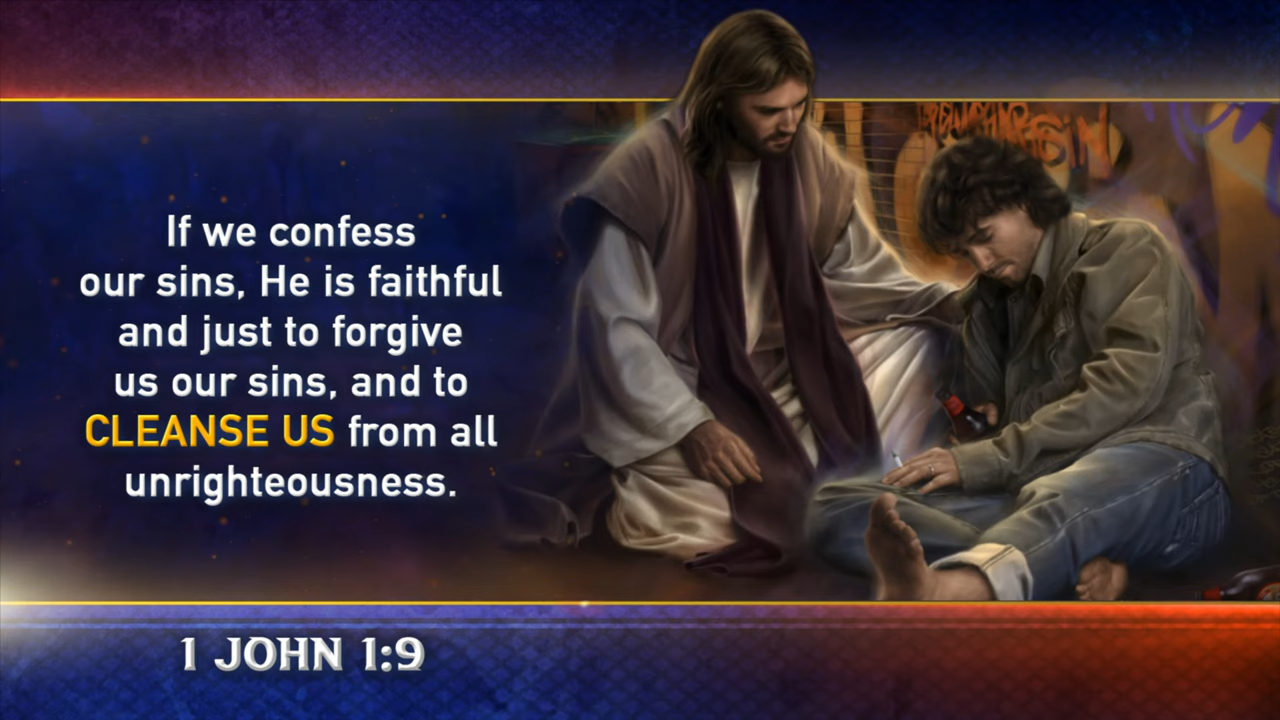 If we confess
our sins, He is faithful
and just to forgive
us our sins, and to
CLEANSE US from all
unrighteousness.
1 JOHN 1:9